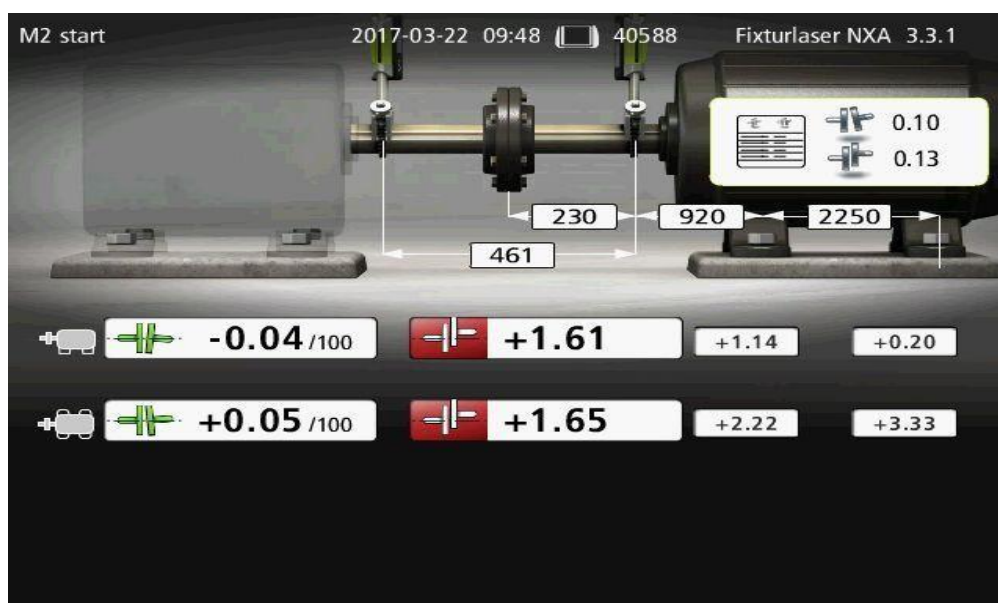 M2 start 2017-03-22 09:48 40588 Fixturlaser NXA 3.3.1
0.10
0.13
230 920 2250
461
-0.04/100 +1.61 +1.14 +0.20
+0.05/100 +1.65 +2.22 +3.33